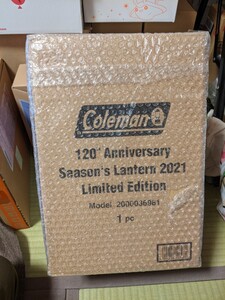 Coleman
120th Anniversary
Season's Lantern 2021
Limited Edition
Model 2000036981
1 pc